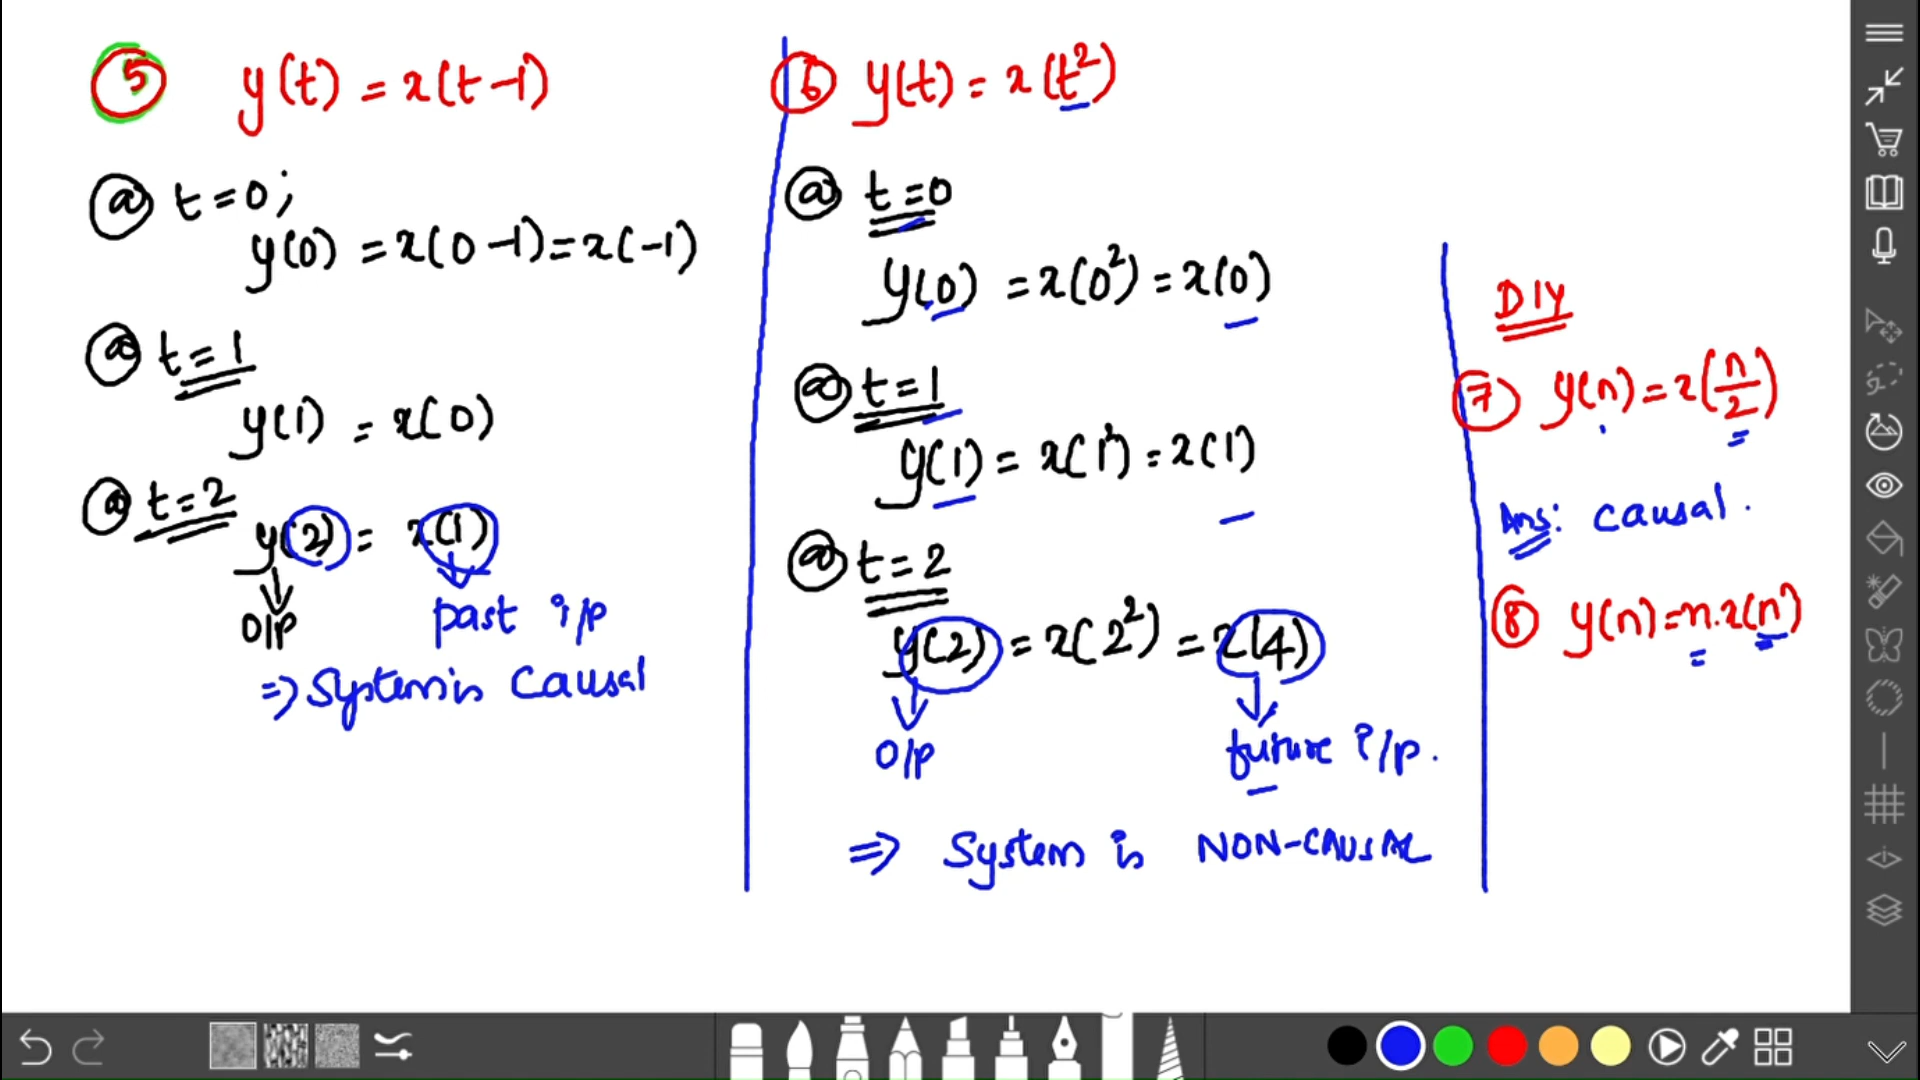 5 y(t) = x(t-1)
@ t=0;
y(0) = x(0-1) = x(-1)
@ t=1
y(1) = x(0)
@ t=2
y(2) = x(1)
O/P past i/p
⇒ System is Causal
6 y(t) = x(t²)
@ t=0
y(0) = x(0²) = x(0)
@ t=1
y(1) = x(1²) = x(1)
@ t=2
y(2) = x(2²) = x(4)
O/P future i/p.
⇒ System is NON-CAUSAL
DIY
7 y(n) = x(n/2)
Ans: causal.
8 y(n) = n.x(n)